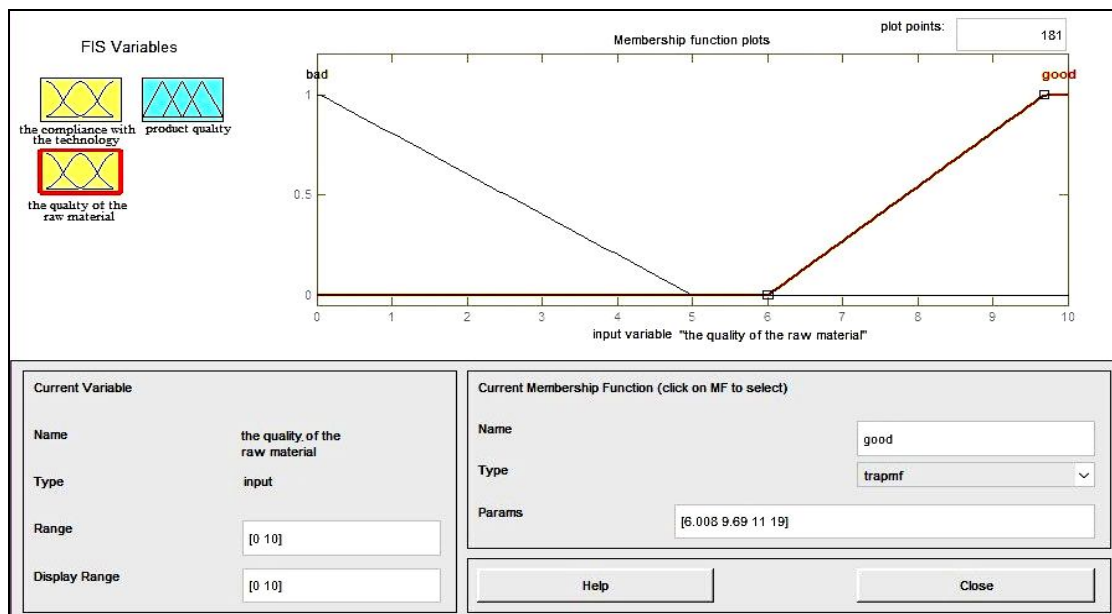 FIS Variables
the compliance with
the technology
product quality
the quality of the
raw material
Membership function plots
plot points:
181
bad
good
1
0.5
0
0 1 2 3 4 5 6 7 8 9 10
input variable "the quality of the raw material"
Current Variable
Name
the quality of the
raw material
Type
input
Range
[0 10]
Display Range
[0 10]
Current Membership Function (click on MF to select)
Name
good
Type
trapmf
Params
[6.008 9.69 11 19]
Help
Close